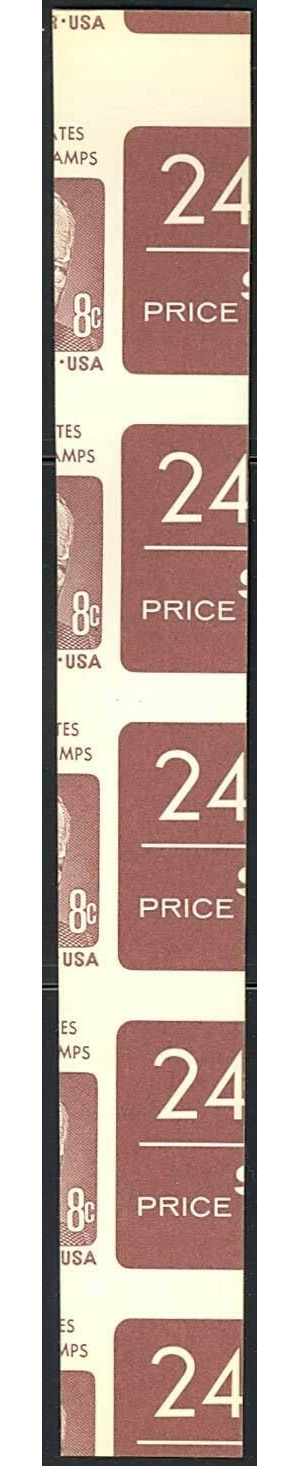 R·USA
ATES
AMPS
24
8c
PRICE $
·USA
TES
AMPS
24
8c
PRICE $
·USA
TES
MPS
24
8c
PRICE $
USA
ES
MPS
24
8c
PRICE $
USA
ES
MPS
24